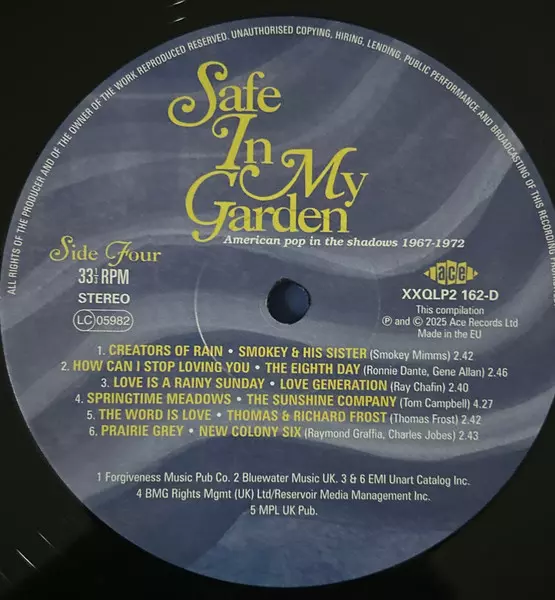 ALL RIGHTS OF THE PRODUCER AND OF THE OWNER OF THE WORK REPRODUCED RESERVED. UNAUTHORISED COPYING, HIRING, LENDING, PUBLIC PERFORMANCE AND BROADCASTING OF THIS RECORDING
Safe
In My
Garden
American pop in the shadows 1967-1972
Side Four
33⅓ RPM
STEREO
LC 05982
ace
XXQLP2 162-D
This compilation
℗ and © 2025 Ace Records Ltd
Made in the EU
1. CREATORS OF RAIN • SMOKEY & HIS SISTER (Smokey Mimms) 2.42
2. HOW CAN I STOP LOVING YOU • THE EIGHTH DAY (Ronnie Dante, Gene Allan) 2.46
3. LOVE IS A RAINY SUNDAY • LOVE GENERATION (Ray Chafin) 2.40
4. SPRINGTIME MEADOWS • THE SUNSHINE COMPANY (Tom Campbell) 4.27
5. THE WORD IS LOVE • THOMAS & RICHARD FROST (Thomas Frost) 2.42
6. PRAIRIE GREY • NEW COLONY SIX (Raymond Graffia, Charles Jobes) 2.43
1 Forgiveness Music Pub Co. 2 Bluewater Music UK. 3 & 6 EMI Unart Catalog Inc.
4 BMG Rights Mgmt (UK) Ltd/Reservoir Media Management Inc.
5 MPL UK Pub.